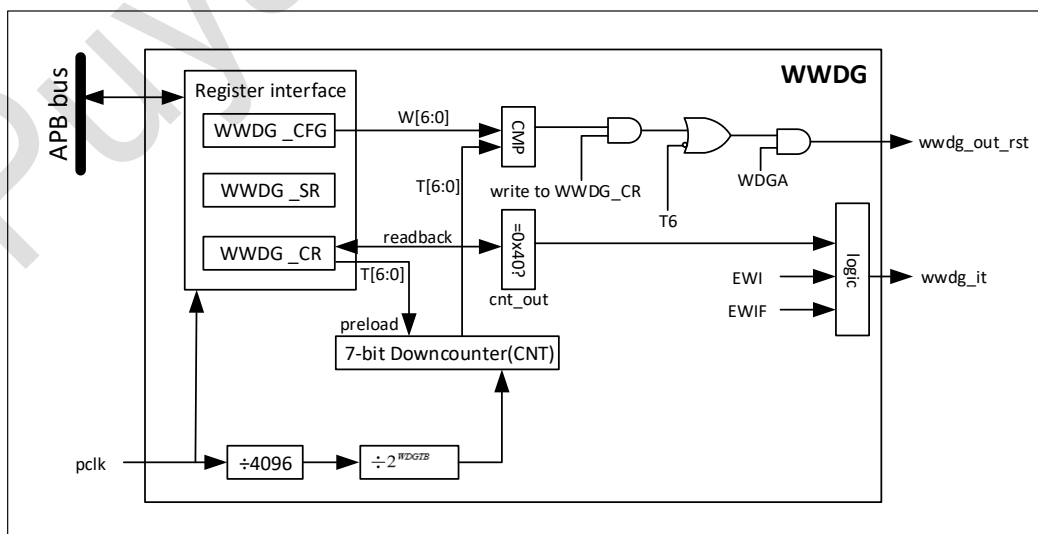 Puy
WWDG
APB bus
Register interface
WWDG _CFG
W[6:0]
CMP
wwdg_out_rst
WDGA
T[6:0]
write to WWDG_CR
T6
WWDG _SR
readback
=0x40?
WWDG _CR
T[6:0]
cnt_out
EWI
EWIF
logic
wwdg_it
preload
7-bit Downcounter(CNT)
pclk
÷4096
÷2^WDGTB